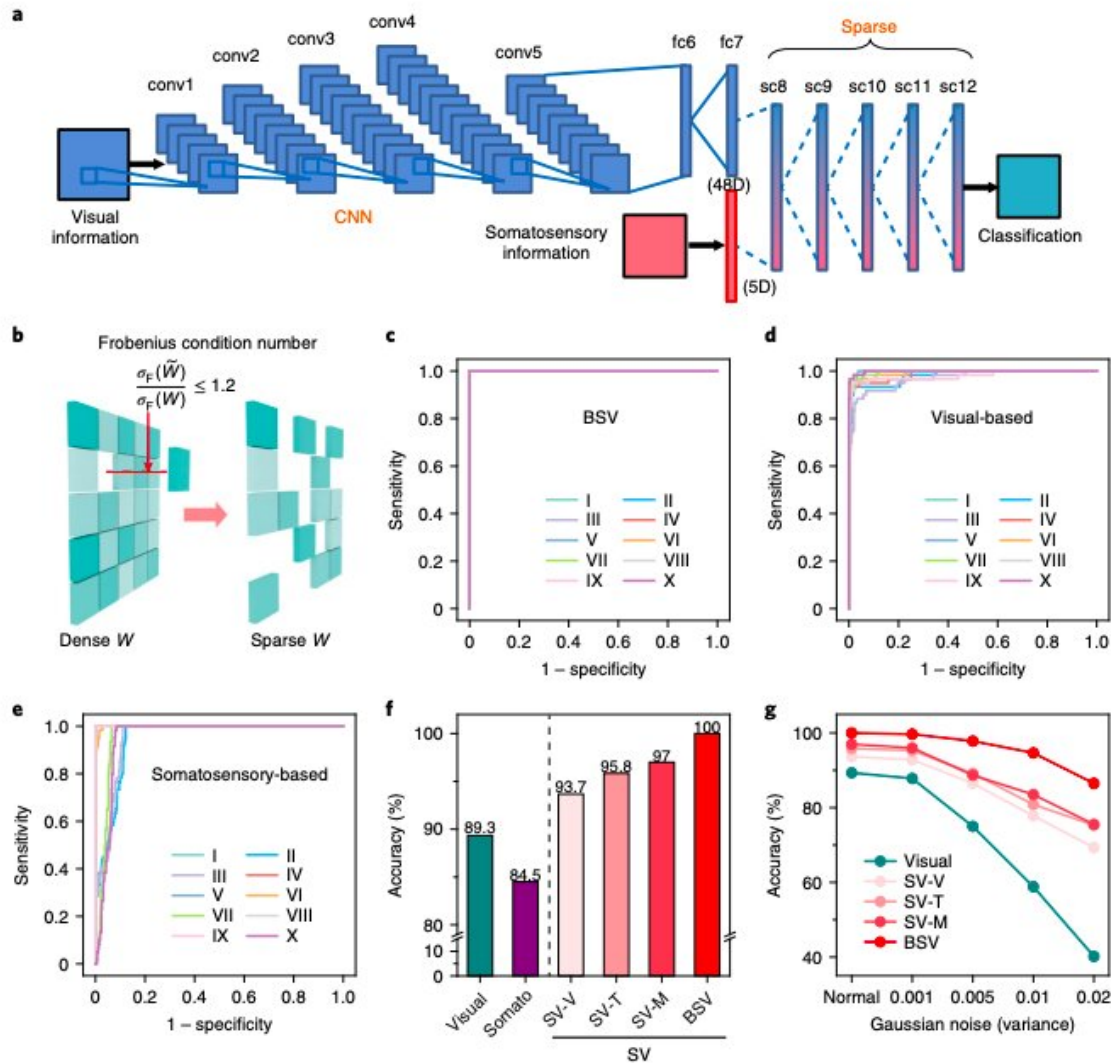 a
conv1
conv2
conv3
conv4
conv5
fc6
fc7
Sparse
sc8
sc9
sc10
sc11
sc12
Visual
information
CNN
(48D)
Somatosensory
information
(5D)
Classification
b
Frobenius condition number
σF(W̃)
σF(W)
≤ 1.2
Dense W
Sparse W
c
1.0
0.8
0.6
0.4
0.2
0
Sensitivity
BSV
I II
III IV
V VI
VII VIII
IX X
0 0.2 0.4 0.6 0.8 1.0
1 – specificity
d
1.0
0.8
0.6
0.4
0.2
0
Sensitivity
Visual-based
I II
III IV
V VI
VII VIII
IX X
0 0.2 0.4 0.6 0.8 1.0
1 – specificity
e
1.0
0.8
0.6
0.4
0.2
0
Sensitivity
Somatosensory-based
I II
III IV
V VI
VII VIII
IX X
0 0.2 0.4 0.6 0.8 1.0
1 – specificity
f
100
90
80
10
0
Accuracy (%)
89.3
84.5
93.7
95.8
97
100
Visual
Somato
SV-V
SV-T
SV-M
BSV
SV
g
100
80
60
40
Accuracy (%)
Visual
SV-V
SV-T
SV-M
BSV
Normal 0.001 0.005 0.01 0.02
Gaussian noise (variance)